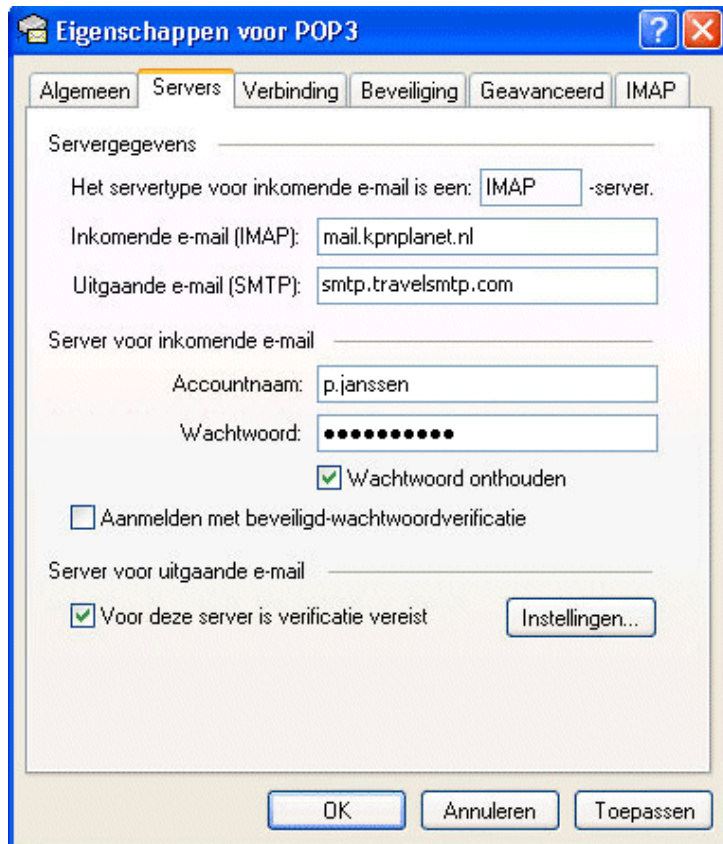 Eigenschappen voor POP3
Algemeen Servers Verbinding Beveiliging Geavanceerd IMAP
Servergegevens
Het servertype voor inkomende e-mail is een: IMAP -server.
Inkomende e-mail (IMAP): mail.kpnplanet.nl
Uitgaande e-mail (SMTP): smtp.travelsmtp.com
Server voor inkomende e-mail
Accountnaam: p.janssen
Wachtwoord: ●●●●●●●●●●
Wachtwoord onthouden
Aanmelden met beveiligd-wachtwoordverificatie
Server voor uitgaande e-mail
Voor deze server is verificatie vereist Instellingen...
OK Annuleren Toepassen